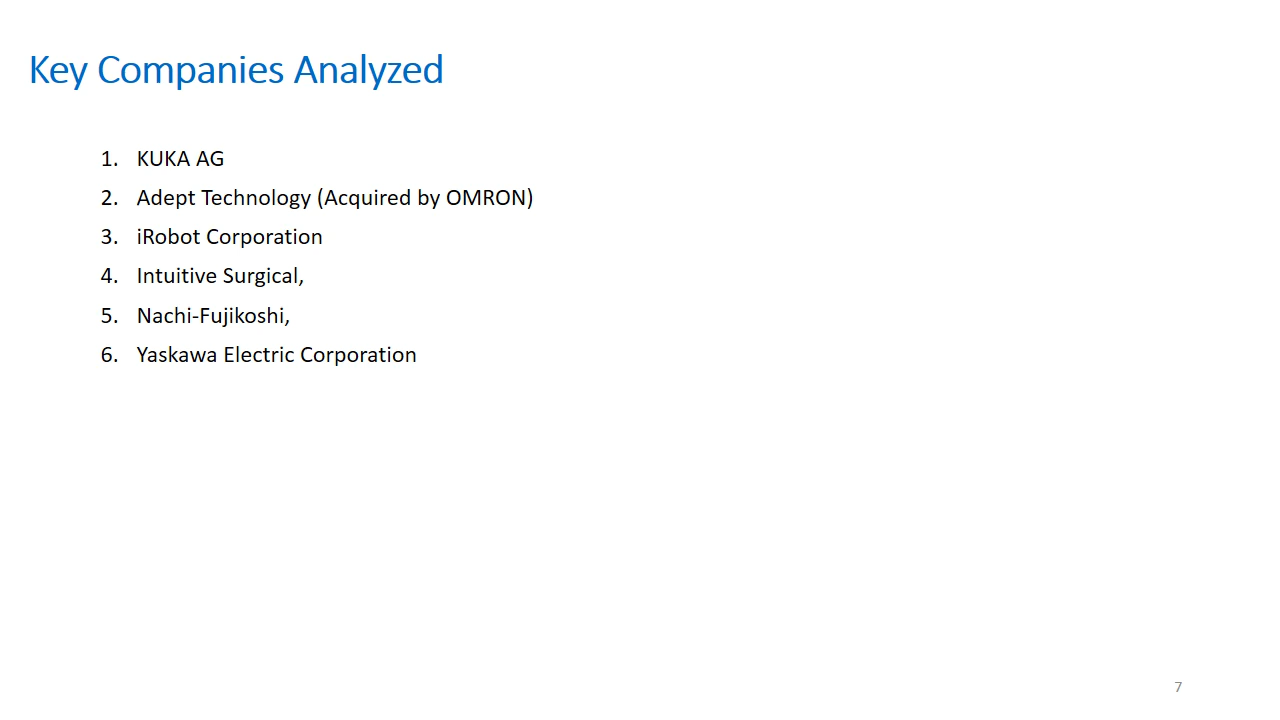 Key Companies Analyzed
1. KUKA AG
2. Adept Technology (Acquired by OMRON)
3. iRobot Corporation
4. Intuitive Surgical,
5. Nachi-Fujikoshi,
6. Yaskawa Electric Corporation
7